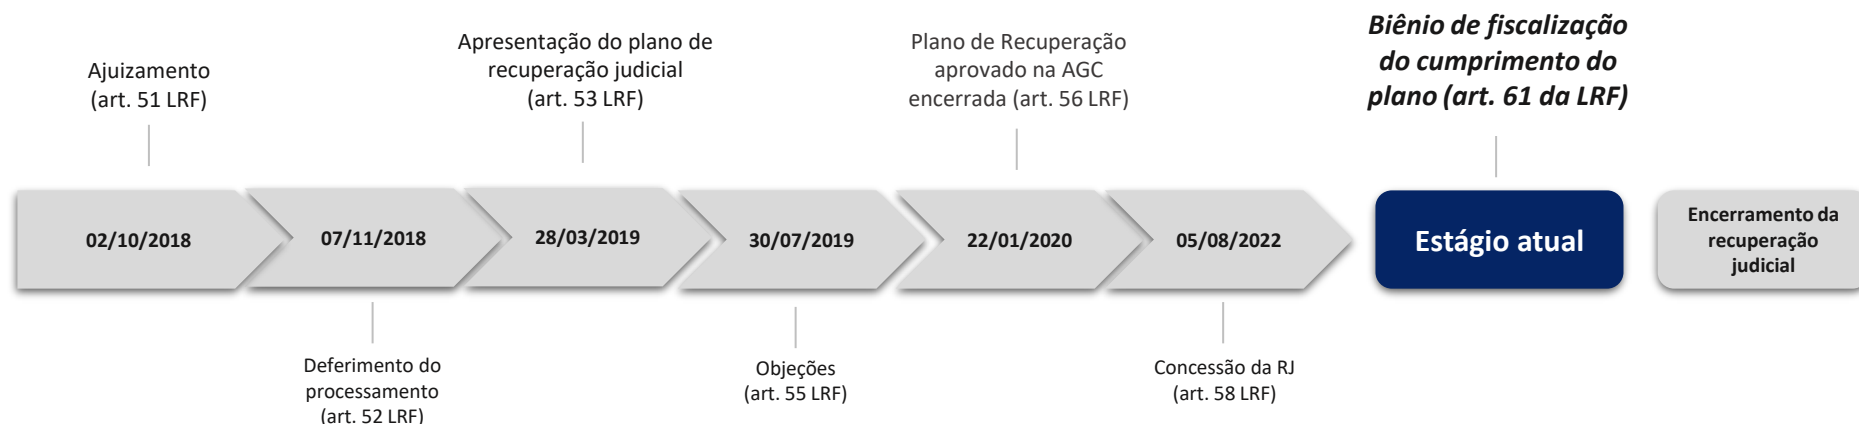 Ajuizamento
(art. 51 LRF)
Apresentação do plano de
recuperação judicial
(art. 53 LRF)
Plano de Recuperação
aprovado na AGC
encerrada (art. 56 LRF)
Biênio de fiscalização
do cumprimento do
plano (art. 61 da LRF)
02/10/2018
07/11/2018
28/03/2019
30/07/2019
22/01/2020
05/08/2022
Estágio atual
Encerramento da
recuperação
judicial
Deferimento do
processamento
(art. 52 LRF)
Objeções
(art. 55 LRF)
Concessão da RJ
(art. 58 LRF)